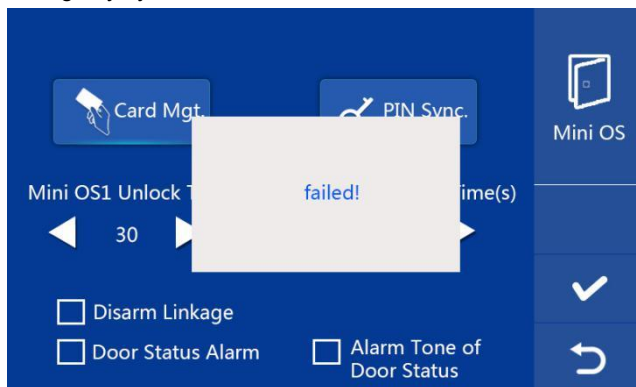 Card Mgt.
PIN Sync.
Mini OS
Mini OS1 Unlock T
ime(s)
failed!
30
Disarm Linkage
Door Status Alarm
Alarm Tone of
Door Status